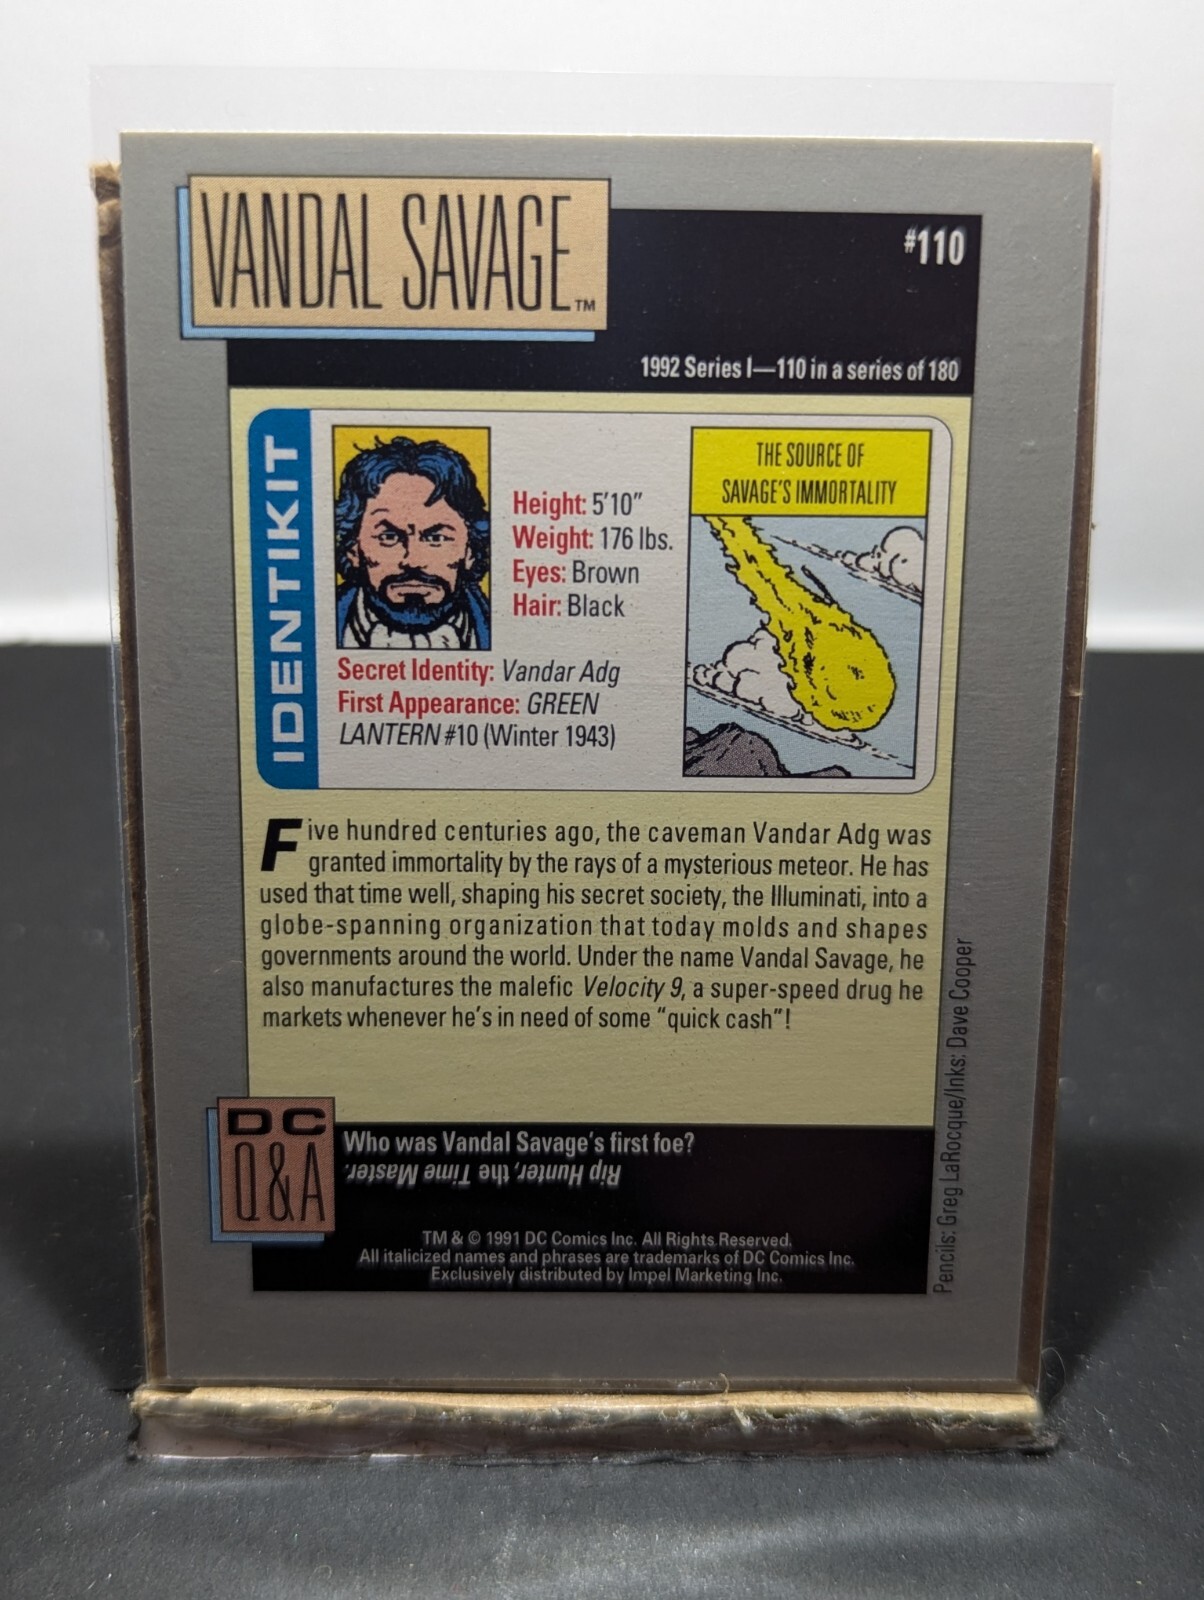 VANDAL SAVAGE™
#110
1992 Series I—110 in a series of 180
IDENTIKIT
Height: 5'10"
Weight: 176 lbs.
Eyes: Brown
Hair: Black
Secret Identity: Vandar Adg
First Appearance: GREEN
LANTERN #10 (Winter 1943)
THE SOURCE OF
SAVAGE'S IMMORTALITY
Five hundred centuries ago, the caveman Vandar Adg was
granted immortality by the rays of a mysterious meteor. He has
used that time well, shaping his secret society, the Illuminati, into a
globe-spanning organization that today molds and shapes
governments around the world. Under the name Vandal Savage, he
also manufactures the malefic Velocity 9, a super-speed drug he
markets whenever he's in need of some "quick cash"!
DC
Q&A
Who was Vandal Savage's first foe?
Rip Hunter, the Time Master.
TM & © 1991 DC Comics Inc. All Rights Reserved.
All italicized names and phrases are trademarks of DC Comics Inc.
Exclusively distributed by Impel Marketing Inc.
Pencils: Greg LaRocque/Inks: Dave Cooper